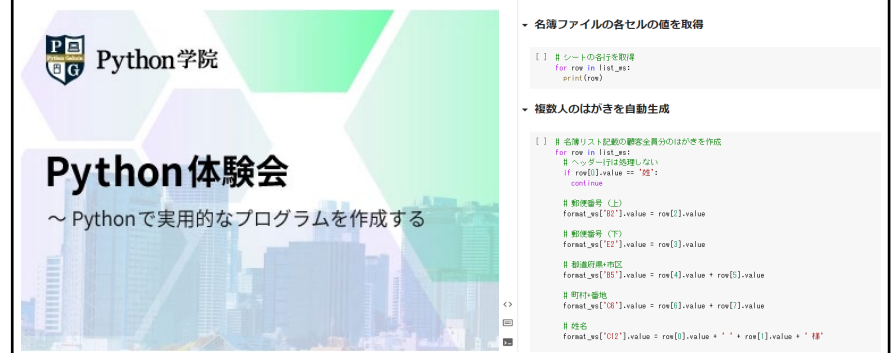 Python学院
Python体験会
～ Pythonで実用的なプログラムを作成する
名簿ファイルの各セルの値を取得
[ ] # シートの各行を取得
for row in list_ws:
print(row)
複数人のはがきを自動生成
[ ] # 名簿リスト記載の顧客全員分のはがきを作成
for row in list_ws:
# ヘッダー行は処理しない
if row[0].value == '姓':
continue
# 郵便番号（上）
format_ws["B2"].value = row[2].value
# 郵便番号（下）
format_ws["E2"].value = row[3].value
# 都道府県+市区
format_ws["B5"].value = row[4].value + row[5].value
# 町村+番地
format_ws["C6"].value = row[6].value + row[7].value
# 姓名
format_ws["C12"].value = row[0].value + ' ' + row[1].value + ' 様'